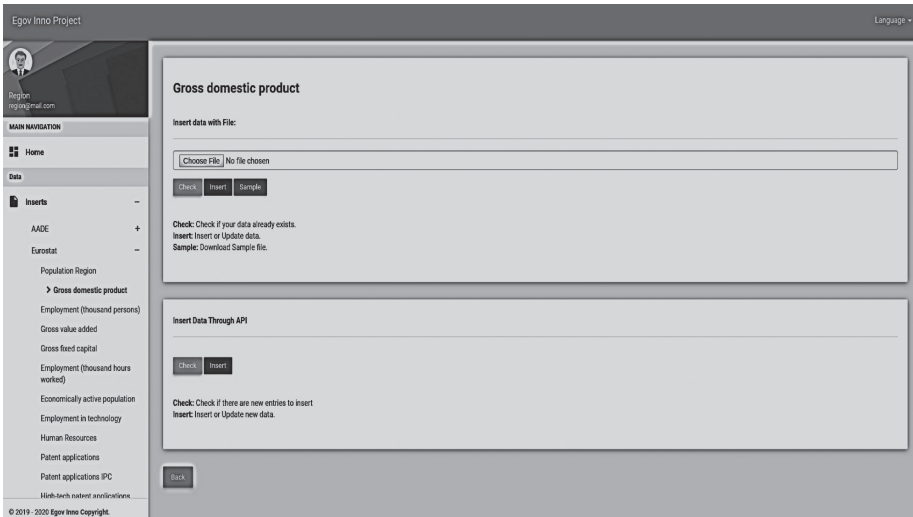 Egov Inno Project
Language
Region
region@mail.com
MAIN NAVIGATION
Home
Data
Inserts −
AADE +
Eurostat −
Population Region
> Gross domestic product
Employment (thousand persons)
Gross value added
Gross fixed capital
Employment (thousand hours
worked)
Economically active population
Employment in technology
Human Resources
Patent applications
Patent applications IPC
High-tech patent applications
© 2019 - 2020 Egov Inno Copyright.
Gross domestic product
Insert data with File:
Choose File No file chosen
Check Insert Sample
Check: Check if your data already exists.
Insert: Insert or Update data.
Sample: Download Sample file.
Insert Data Through API
Check Insert
Check: Check if there are new entries to insert
Insert: Insert or Update new data.
Back